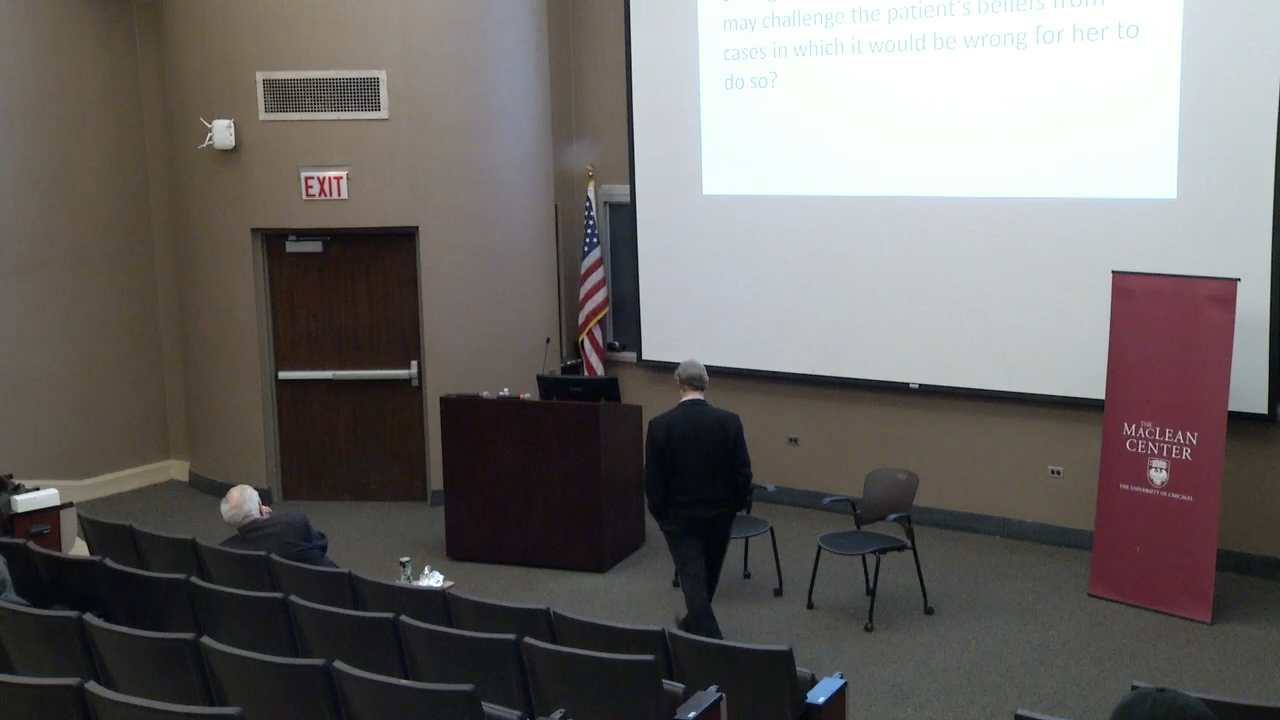 may challenge the patient's beliefs from
cases in which it would be wrong for her to
do so?
EXIT
THE
MACLEAN
CENTER
THE UNIVERSITY OF CHICAGO